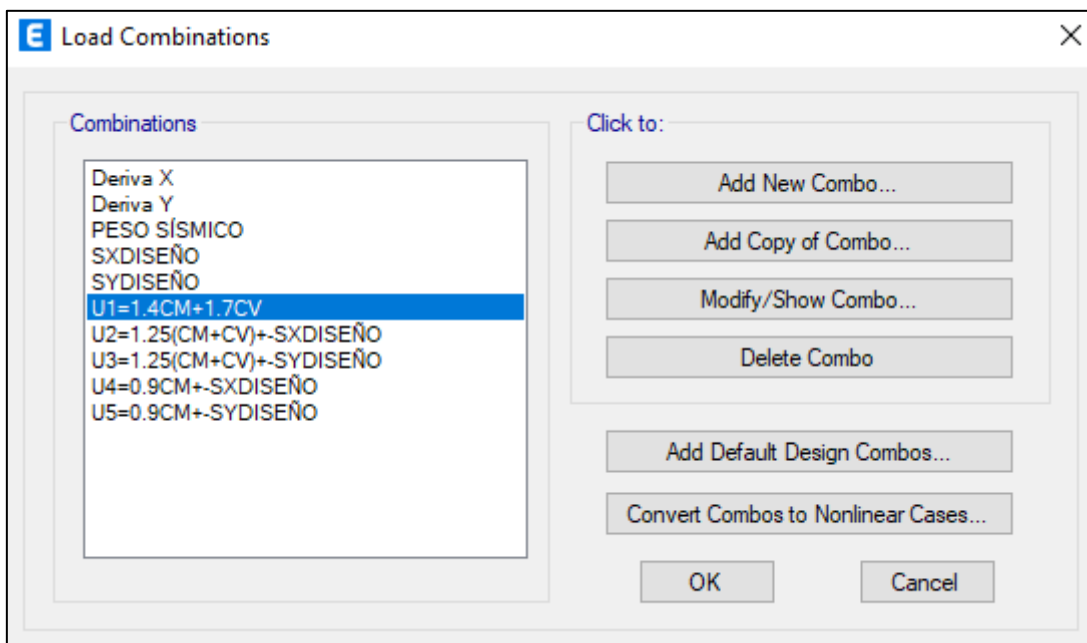 E Load Combinations
Combinations
Deriva X
Deriva Y
PESO SÍSMICO
SXDISEÑO
SYDISEÑO
U1=1.4CM+1.7CV
U2=1.25(CM+CV)+-SXDISEÑO
U3=1.25(CM+CV)+-SYDISEÑO
U4=0.9CM+-SXDISEÑO
U5=0.9CM+-SYDISEÑO
Click to:
Add New Combo...
Add Copy of Combo...
Modify/Show Combo...
Delete Combo
Add Default Design Combos...
Convert Combos to Nonlinear Cases...
OK Cancel